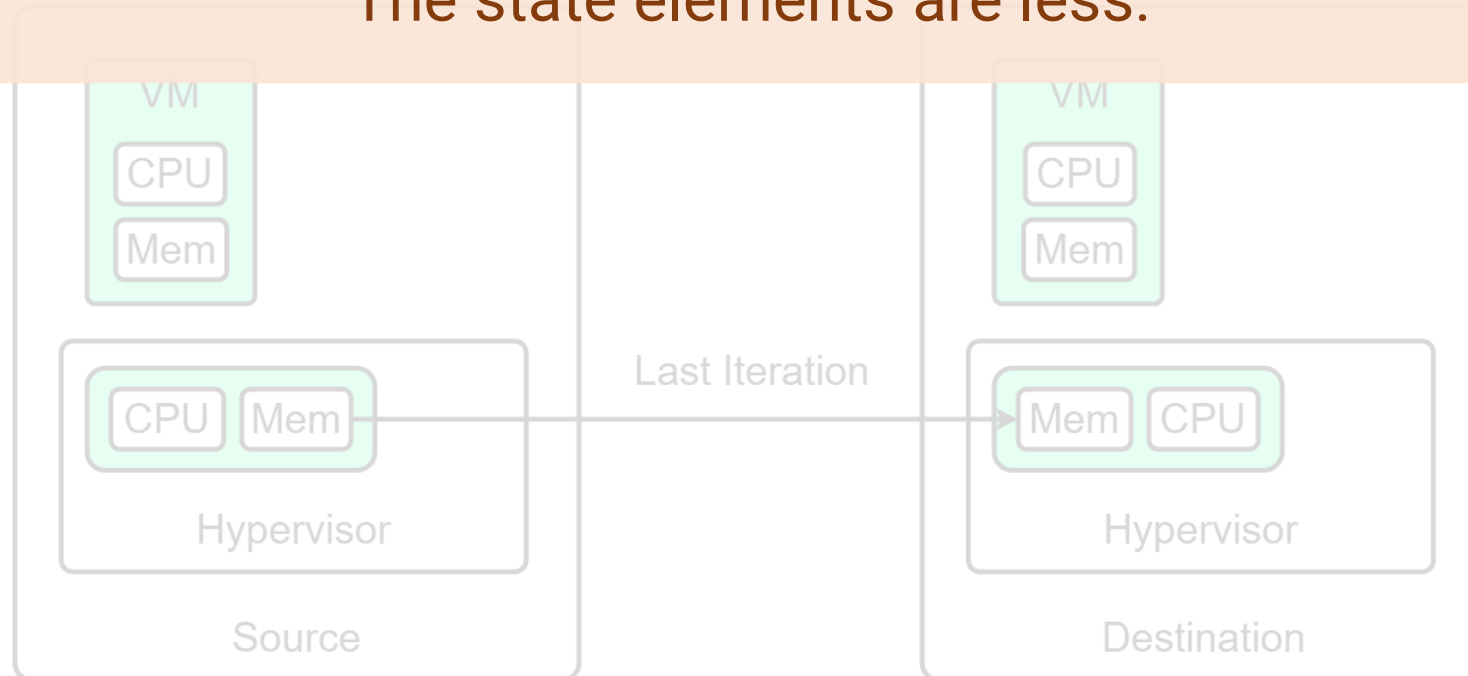 The state elements are less.
VM
VM
CPU
CPU
Mem
Mem
Last Iteration
CPU
Mem
Mem
CPU
Hypervisor
Hypervisor
Source
Destination